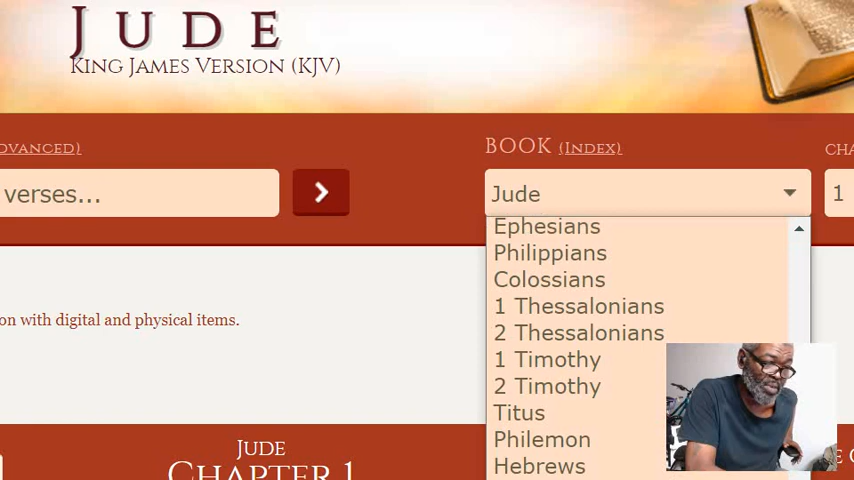 JUDE
KING JAMES VERSION (KJV)
BOOK (INDEX)
verses...
Jude
1
Ephesians
Philippians
Colossians
1 Thessalonians
2 Thessalonians
1 Timothy
2 Timothy
Titus
Philemon
Hebrews
on with digital and physical items.
JUDE
CHAPTER 1